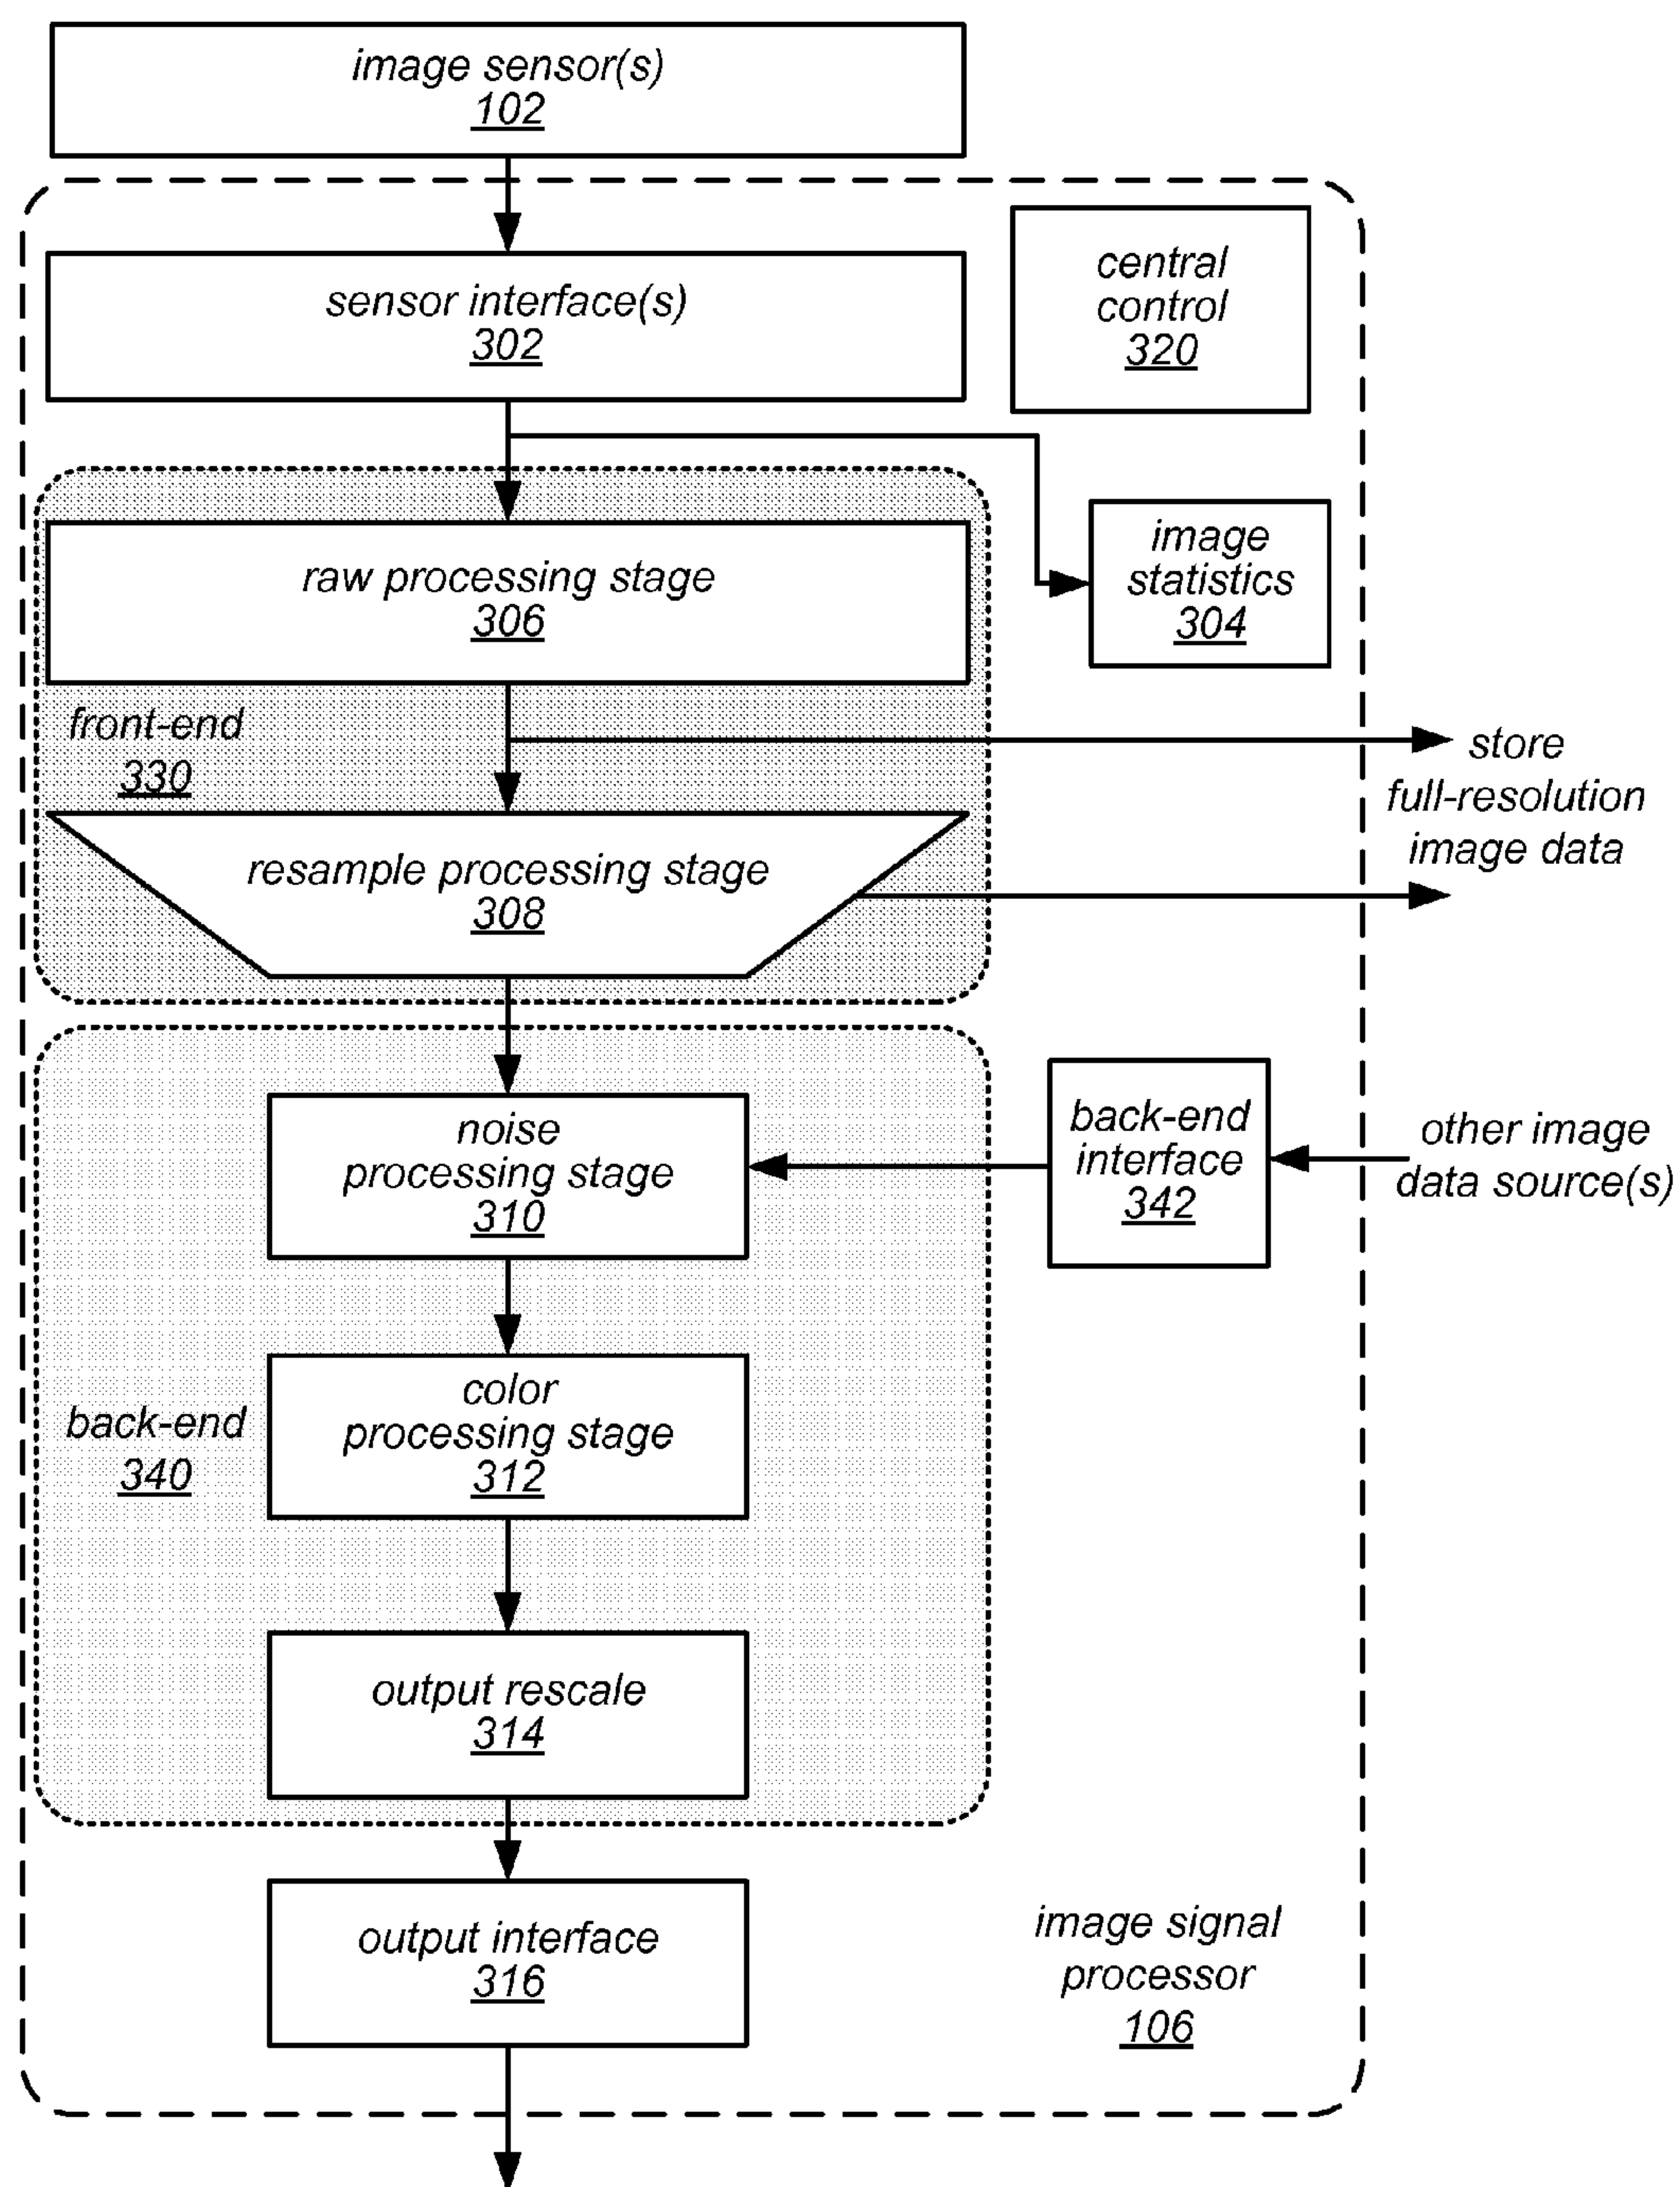 image sensor(s)
102
sensor interface(s)
302
central
control
320
raw processing stage
306
image
statistics
304
front-end
330
store
full-resolution
image data
resample processing stage
308
noise
processing stage
310
back-end
interface
342
other image
data source(s)
color
processing stage
312
back-end
340
output rescale
314
output interface
316
image signal
processor
106